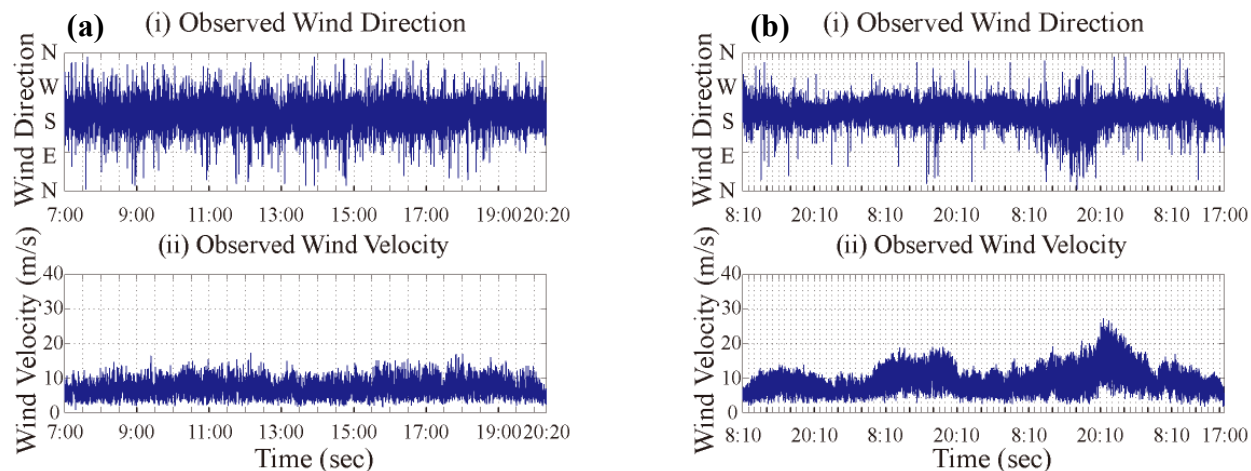 (a)
(i) Observed Wind Direction
Wind Direction
N
W
S
E
N
7:00 9:00 11:00 13:00 15:00 17:00 19:00 20:20
(ii) Observed Wind Velocity
Wind Velocity (m/s)
40
30
20
10
0
7:00 9:00 11:00 13:00 15:00 17:00 19:00 20:20
Time (sec)
(b)
(i) Observed Wind Direction
Wind Direction
N
W
S
E
N
8:10 20:10 8:10 20:10 8:10 20:10 8:10 17:00
(ii) Observed Wind Velocity
Wind Velocity (m/s)
40
30
20
10
0
8:10 20:10 8:10 20:10 8:10 20:10 8:10 17:00
Time (sec)